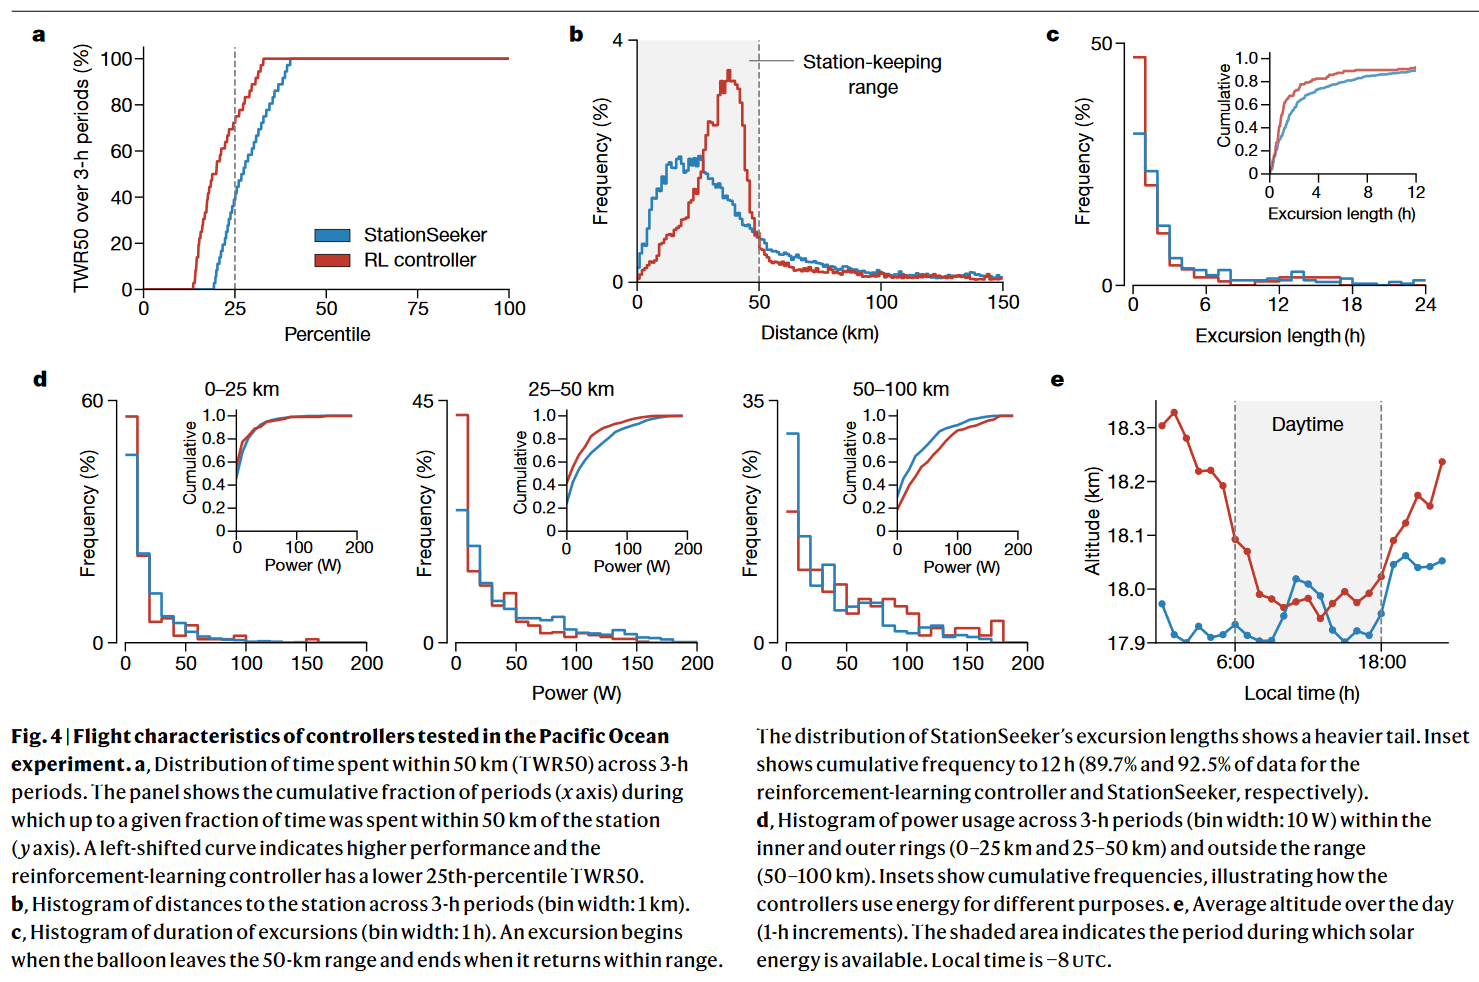 a
TWR50 over 3-h periods (%)
100
80
60
40
20
0
StationSeeker
RL controller
0
25
50
75
100
Percentile
b
Frequency (%)
4
0
Station-keeping
range
0
50
100
150
Distance (km)
c
Frequency (%)
50
0
Cumulative
1.0
0.8
0.6
0.4
0.2
0
0
4
8
12
Excursion length (h)
0
6
12
18
24
Excursion length (h)
d
0–25 km
Frequency (%)
60
0
Cumulative
1.0
0.8
0.6
0.4
0.2
0
0
100
200
Power (W)
0
50
100
150
200
25–50 km
Frequency (%)
45
0
Cumulative
1.0
0.8
0.6
0.4
0.2
0
0
100
200
Power (W)
0
50
100
150
200
Power (W)
50–100 km
Frequency (%)
35
0
Cumulative
1.0
0.8
0.6
0.4
0.2
0
0
100
200
Power (W)
0
50
100
150
200
e
Altitude (km)
18.3
18.2
18.1
18.0
17.9
Daytime
6:00
18:00
Local time (h)
Fig. 4 | Flight characteristics of controllers tested in the Pacific Ocean
experiment. a, Distribution of time spent within 50 km (TWR50) across 3-h
periods. The panel shows the cumulative fraction of periods (x axis) during
which up to a given fraction of time was spent within 50 km of the station
(y axis). A left-shifted curve indicates higher performance and the
reinforcement-learning controller has a lower 25th-percentile TWR50.
b, Histogram of distances to the station across 3-h periods (bin width: 1 km).
c, Histogram of duration of excursions (bin width: 1 h). An excursion begins
when the balloon leaves the 50-km range and ends when it returns within range.
The distribution of StationSeeker's excursion lengths shows a heavier tail. Inset
shows cumulative frequency to 12 h (89.7% and 92.5% of data for the
reinforcement-learning controller and StationSeeker, respectively).
d, Histogram of power usage across 3-h periods (bin width: 10 W) within the
inner and outer rings (0–25 km and 25–50 km) and outside the range
(50–100 km). Insets show cumulative frequencies, illustrating how the
controllers use energy for different purposes. e, Average altitude over the day
(1-h increments). The shaded area indicates the period during which solar
energy is available. Local time is −8 UTC.